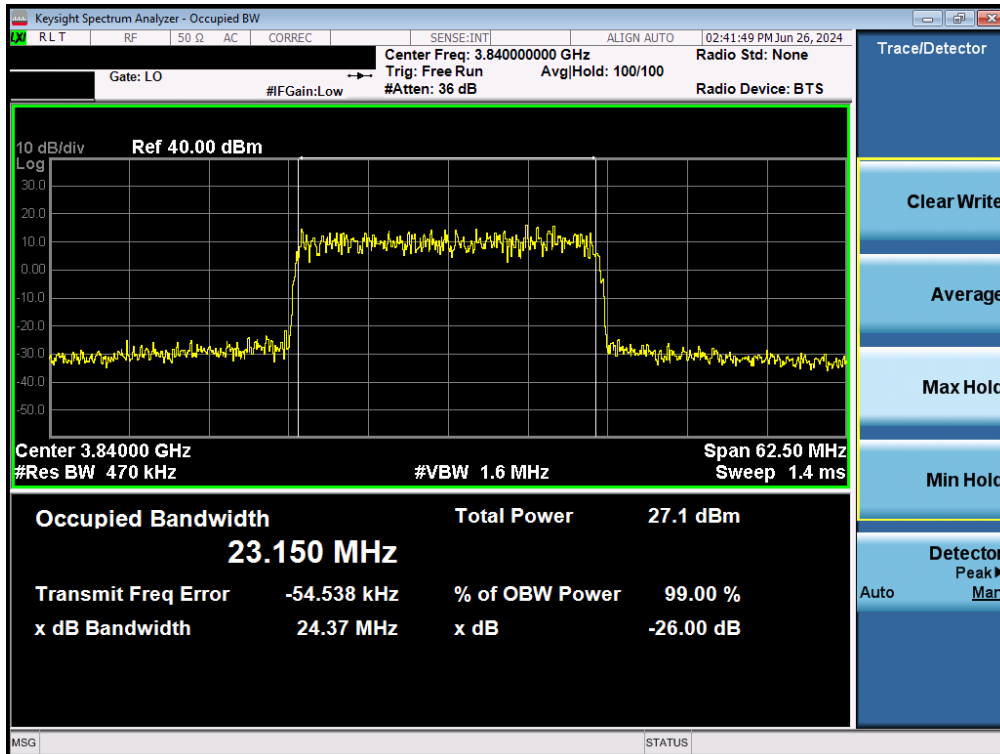 Keysight Spectrum Analyzer - Occupied BW
LXI RLT RF 50 Ω AC CORREC SENSE:INT ALIGN AUTO 02:41:49 PM Jun 26, 2024
Center Freq: 3.840000000 GHz Radio Std: None
Gate: LO Trig: Free Run Avg|Hold: 100/100
#IFGain:Low #Atten: 36 dB Radio Device: BTS
Trace/Detector
10 dB/div Ref 40.00 dBm
Log
30.0
20.0
10.0
0.00
-10.0
-20.0
-30.0
-40.0
-50.0
Center 3.84000 GHz Span 62.50 MHz
#Res BW 470 kHz #VBW 1.6 MHz Sweep 1.4 ms
Occupied Bandwidth Total Power 27.1 dBm
23.150 MHz
Transmit Freq Error -54.538 kHz % of OBW Power 99.00 %
x dB Bandwidth 24.37 MHz x dB -26.00 dB
Clear Write
Average
Max Hold
Min Hold
Detector
Peak
Auto Man
MSG STATUS